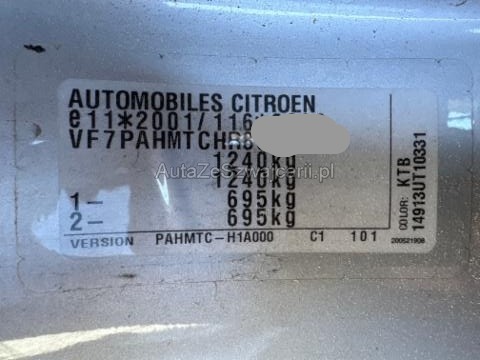 AUTOMOBILES CITROEN
e11*2001/116*
VF7PAHMTCHR
1240kg
AutaZeSzwajcarii.pl
1240kg
1- 695kg
2- 695kg
VERSION PAHMTC-H1A000 C1 101
COLOR: KTB
14913UT10331
200521908